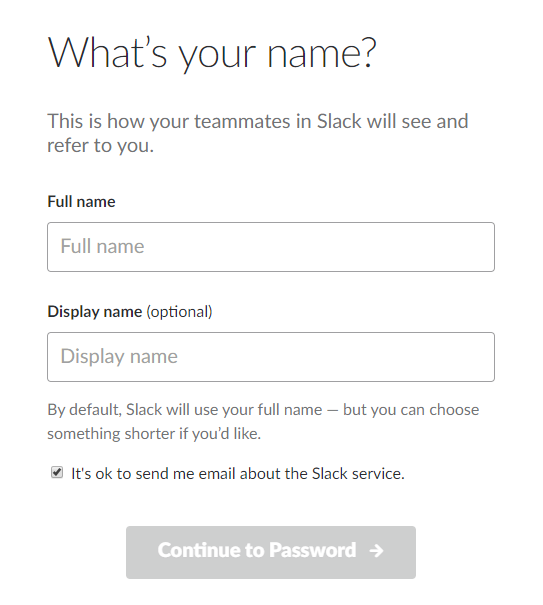 What’s your name?
This is how your teammates in Slack will see and
refer to you.
Full name
Full name
Display name (optional)
Display name
By default, Slack will use your full name — but you can choose
something shorter if you’d like.
It's ok to send me email about the Slack service.
Continue to Password →